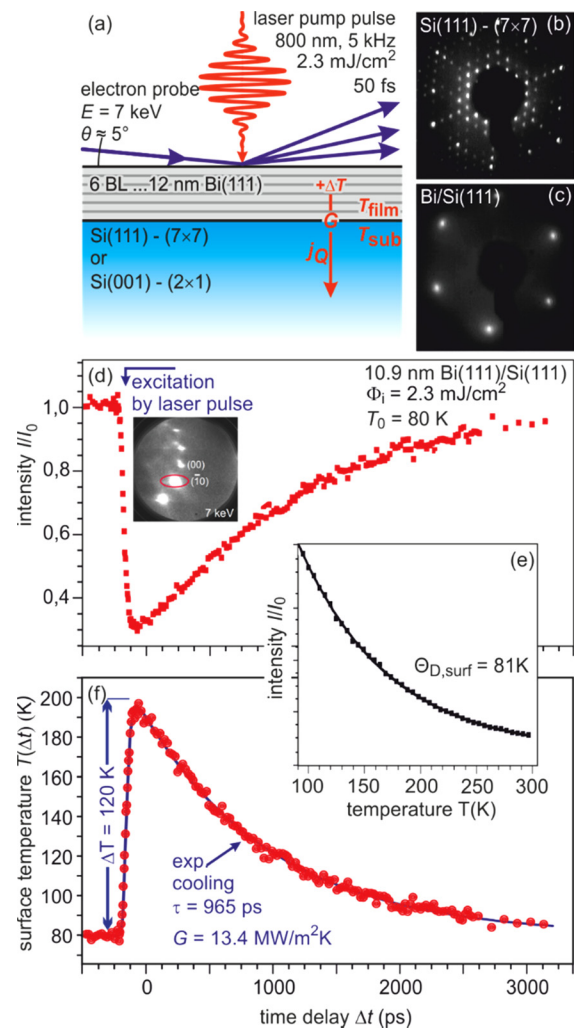 (a)
laser pump pulse
800 nm, 5 kHz
2.3 mJ/cm²
50 fs
electron probe
E = 7 keV
θ ≈ 5°
6 BL ...12 nm Bi(111)
+ΔT
T_film
G
T_sub
j_Q
Si(111) - (7×7)
or
Si(001) - (2×1)
Si(111) - (7×7)
(b)
Bi/Si(111)
(c)
(d)
excitation
by laser pulse
10.9 nm Bi(111)/Si(111)
Φ_i = 2.3 mJ/cm²
T_0 = 80 K
(00)
(1̄0)
7 keV
intensity I/I_0
1,0
0,8
0,6
0,4
(e)
intensity I/I_0
Θ_D,surf = 81K
100
150
200
250
300
temperature T(K)
(f)
surface temperature T(Δt) (K)
200
180
160
140
120
100
80
ΔT = 120 K
exp
cooling
τ = 965 ps
G = 13.4 MW/m²K
0
1000
2000
3000
time delay Δt (ps)